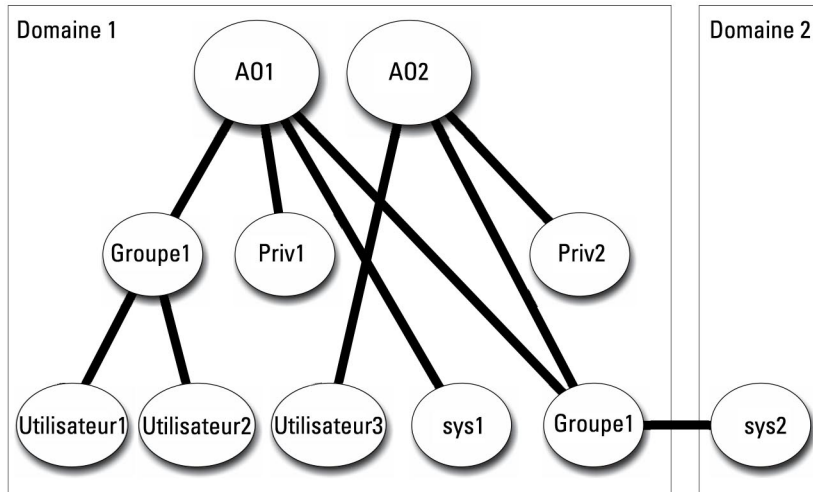 Domaine 1
Domaine 2
AO1
AO2
Groupe1
Priv1
Priv2
Utilisateur1
Utilisateur2
Utilisateur3
sys1
Groupe1
sys2